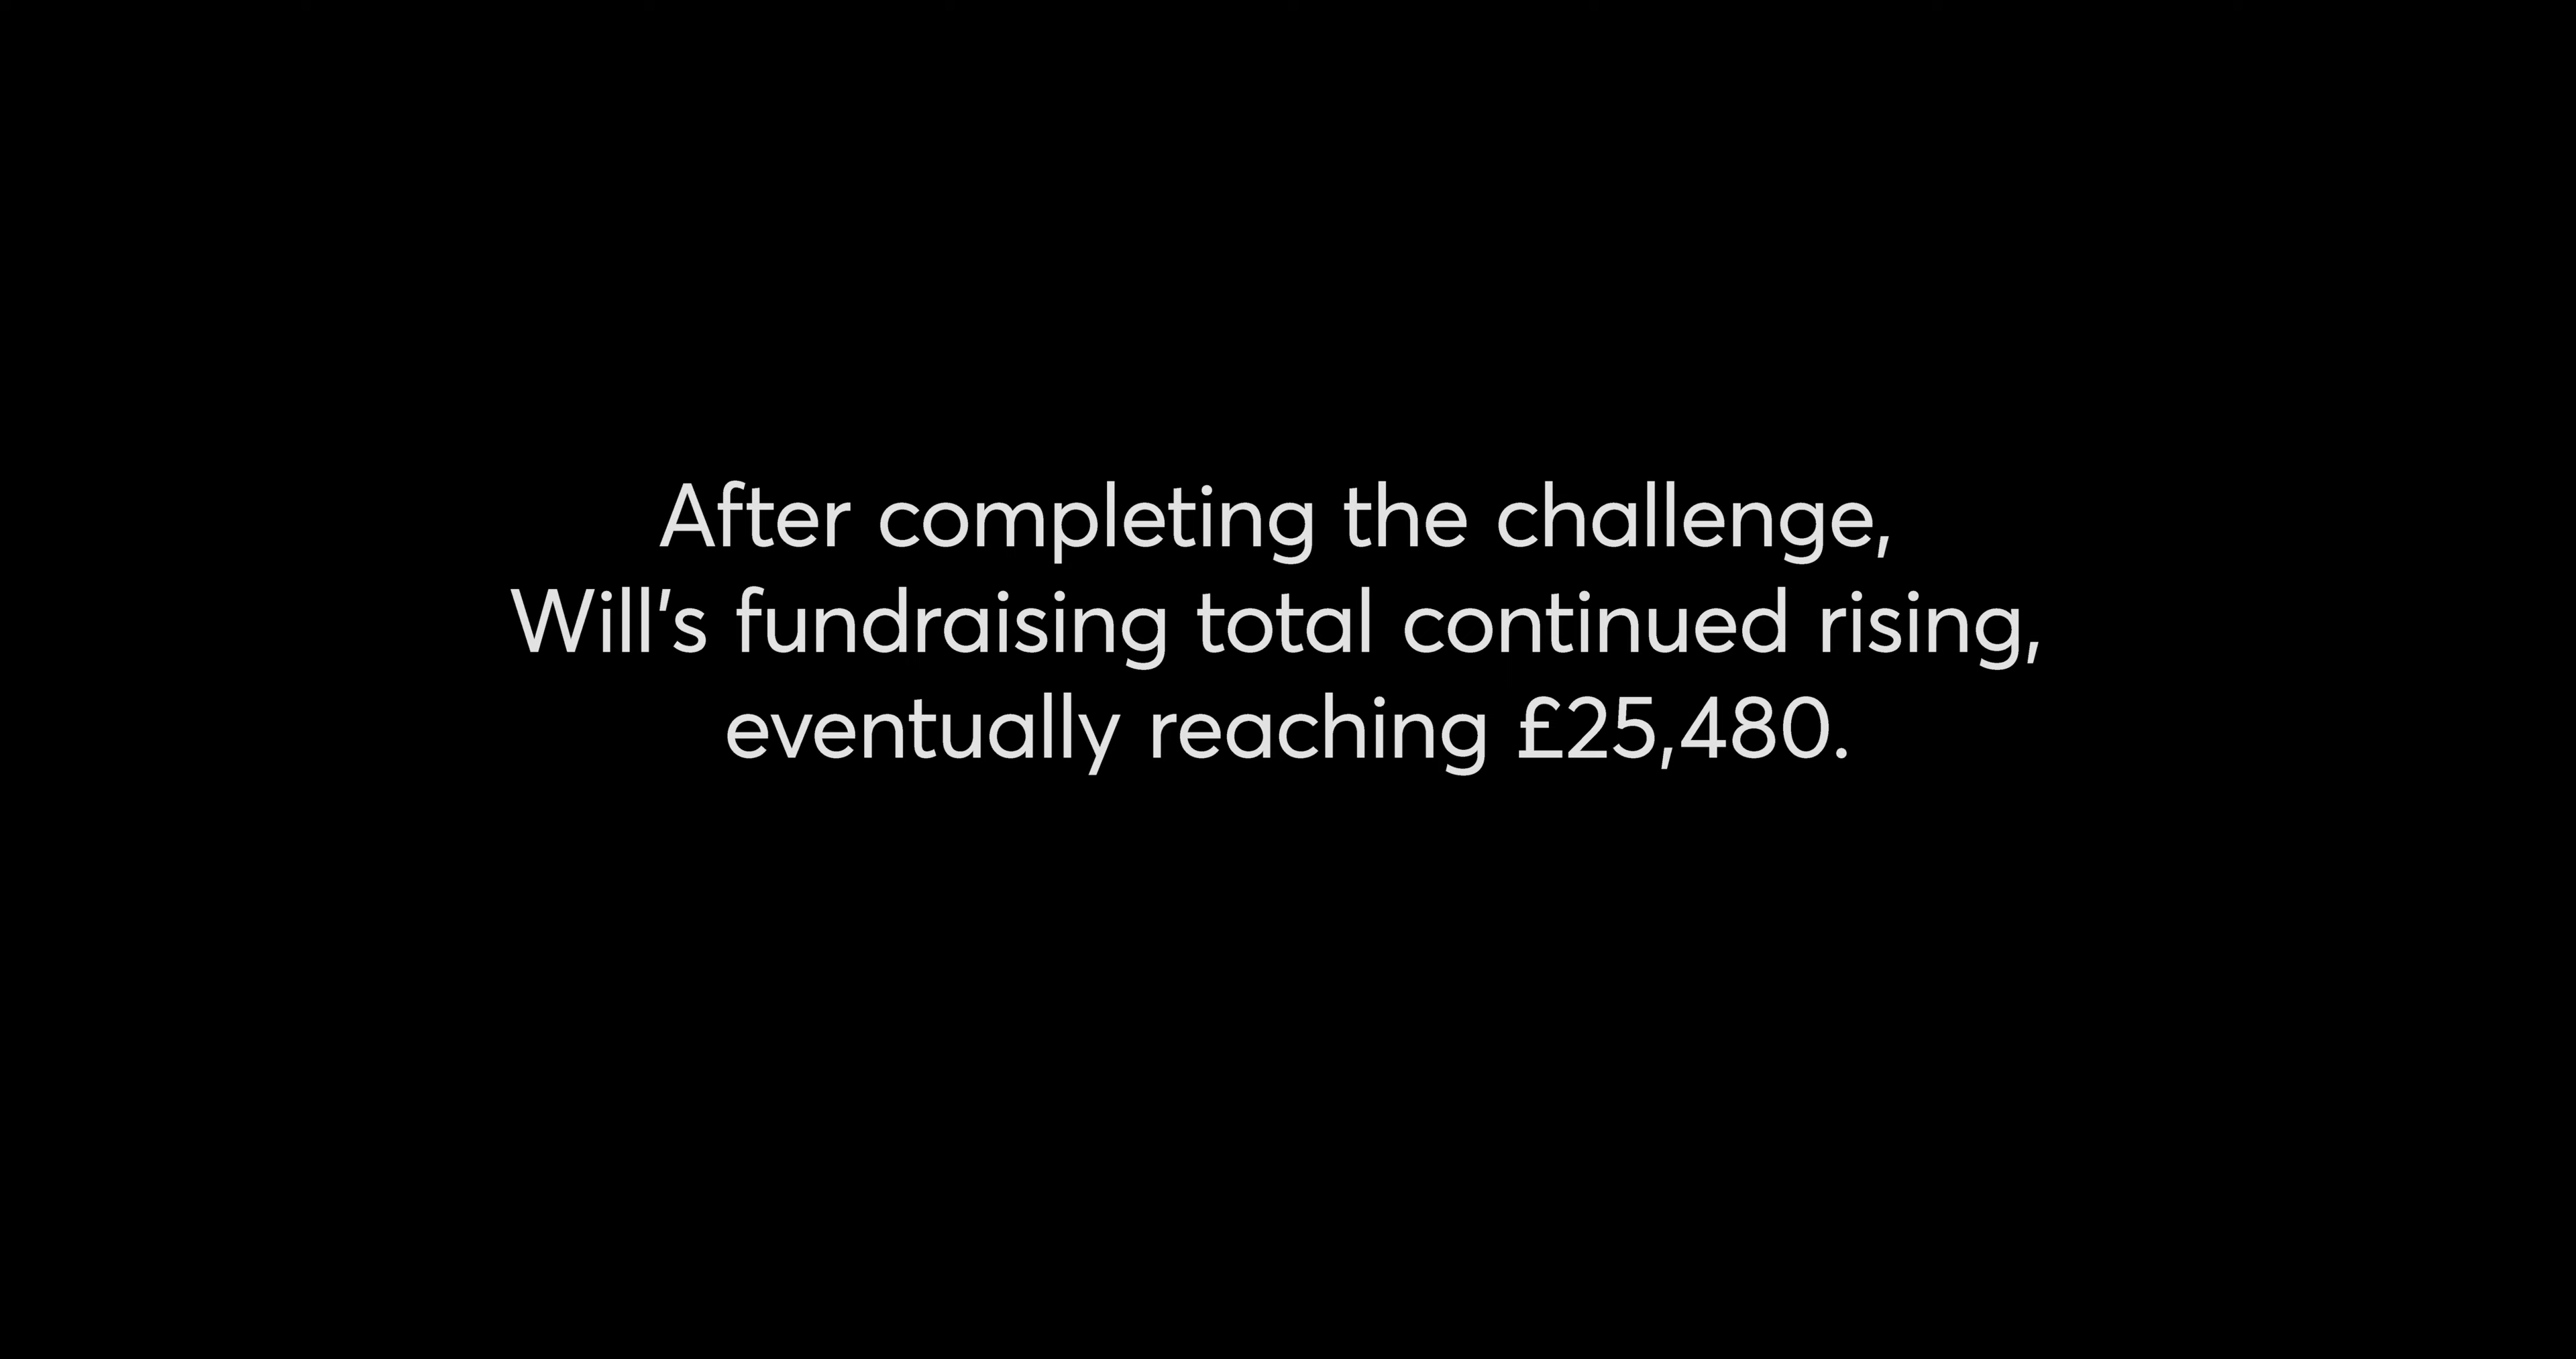 After completing the challenge,
Will's fundraising total continued rising,
eventually reaching £25,480.